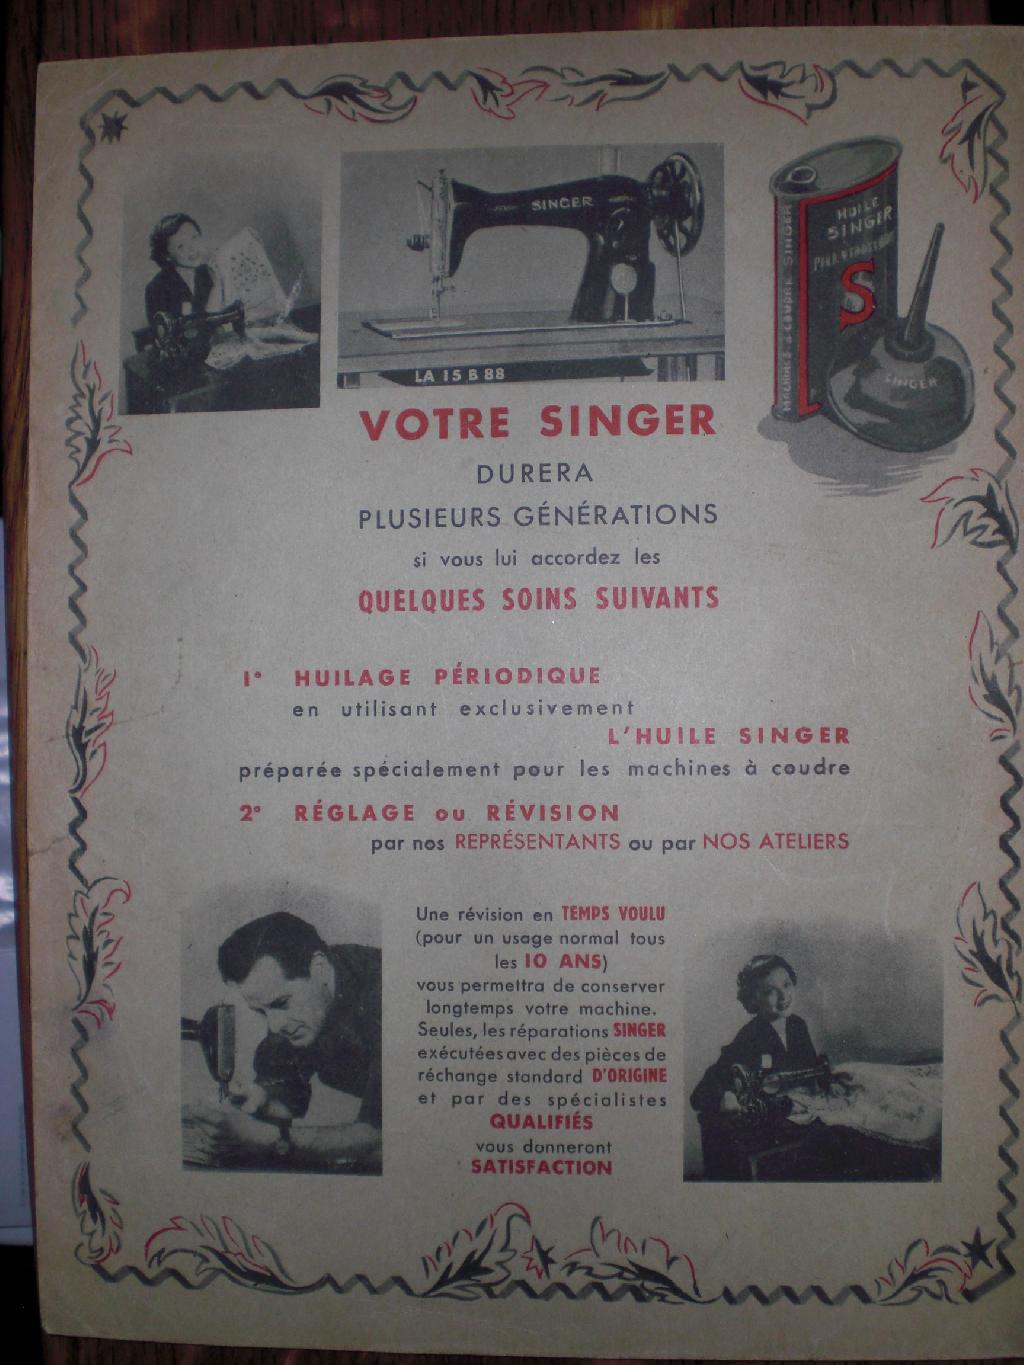 SINGER
LA 15 B 88
HUILE
SINGER
S
MACHINES A COUDRE SINGER
SINGER
VOTRE SINGER
DURERA
PLUSIEURS GÉNÉRATIONS
si vous lui accordez les
QUELQUES SOINS SUIVANTS
1° HUILAGE PÉRIODIQUE
en utilisant exclusivement
L'HUILE SINGER
préparée spécialement pour les machines à coudre
2° RÉGLAGE ou RÉVISION
par nos REPRÉSENTANTS ou par NOS ATELIERS
Une révision en TEMPS VOULU
(pour un usage normal tous
les 10 ANS)
vous permettra de conserver
longtemps votre machine.
Seules, les réparations SINGER
exécutées avec des pièces de
réchange standard D'ORIGINE
et par des spécialistes
QUALIFIÉS
vous donneront
SATISFACTION